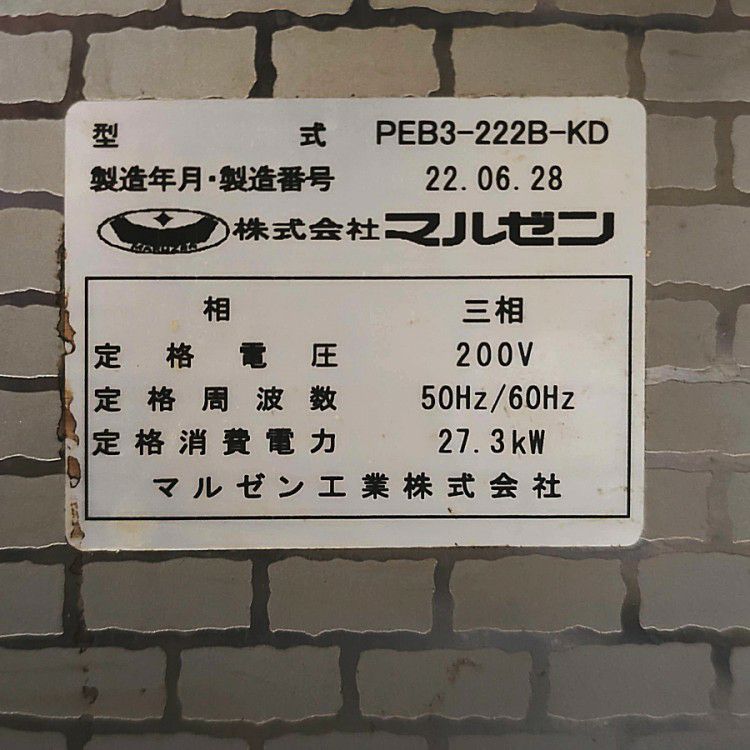 型式 PEB3-222B-KD
製造年月・製造番号 22.06.28
MARUZEN 株式会社マルゼン
相 三相
定格電圧 200V
定格周波数 50Hz/60Hz
定格消費電力 27.3kW
マルゼン工業株式会社